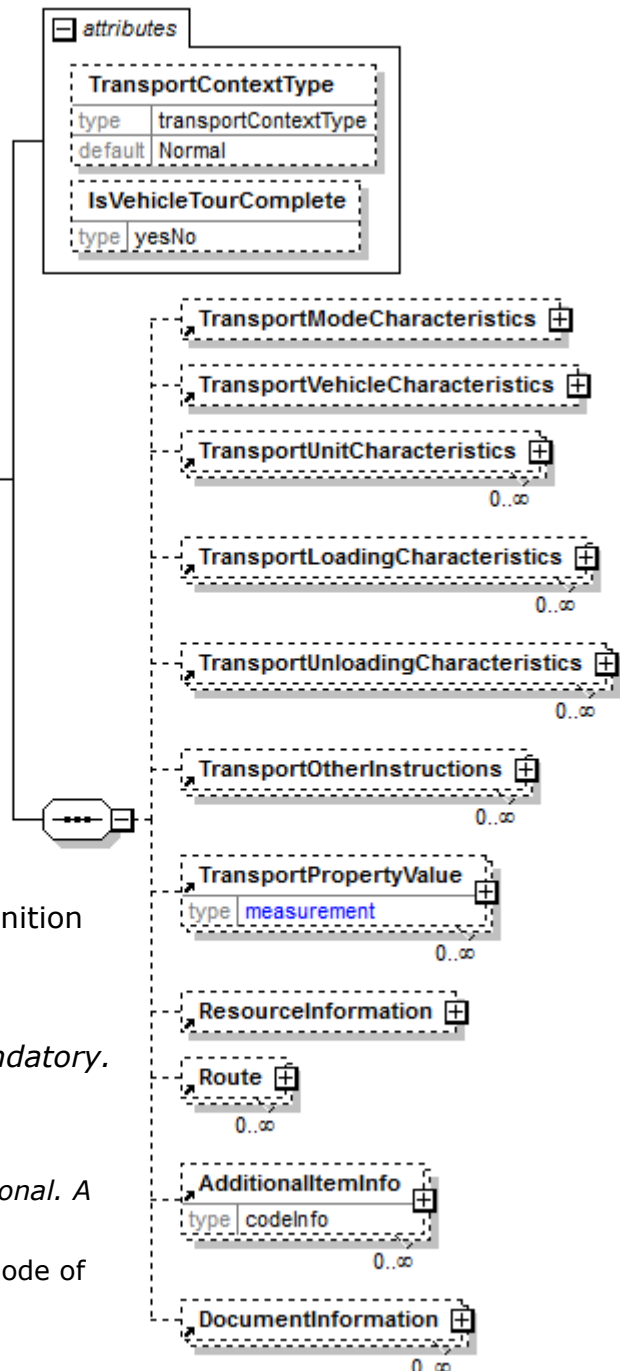 attributes
TransportContextType
type transportContextType
default Normal
IsVehicleTourComplete
type yesNo
TransportModeCharacteristics
TransportVehicleCharacteristics
TransportUnitCharacteristics
0..∞
TransportLoadingCharacteristics
0..∞
TransportUnloadingCharacteristics
0..∞
TransportOtherInstructions
0..∞
TransportPropertyValue
nition
type measurement
0..∞
ResourceInformation
ndatory.
Route
0..∞
AdditionalItemInfo
onal. A
type codeInfo
0..∞
ode of
DocumentInformation
0..∞